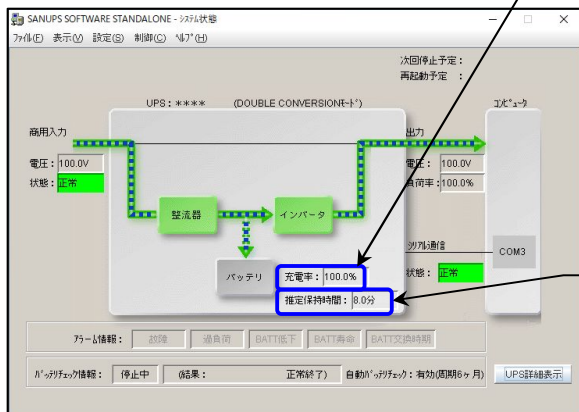 SANUPS SOFTWARE STANDALONE - ｼｽﾃﾑ状態
ﾌｧｲﾙ(F) 表示(V) 設定(S) 制御(C) ﾍﾙﾌﾟ(H)
次回停止予定 :
再起動予定 :
UPS : **** (DOUBLE CONVERSIONﾓｰﾄﾞ)
ｺﾝﾋﾟｭｰﾀ
商用入力
出力
電圧 : 100.0V
電圧 : 100.0V
状態 : 正常
負荷率 : 100.0%
整流器
インバータ
ｼﾘｱﾙ通信
COM3
バッテリ
充電率 : 100.0%
状態 : 正常
推定保持時間 : 8.0分
ｱﾗｰﾑ情報 : 故障 過負荷 BATT低下 BATT寿命 BATT交換時期
ﾊﾞｯﾃﾘﾁｪｯｸ情報 : 停止中 (結果 : 正常終了) 自動ﾊﾞｯﾃﾘﾁｪｯｸ : 有効(周期6ヶ月) UPS詳細表示